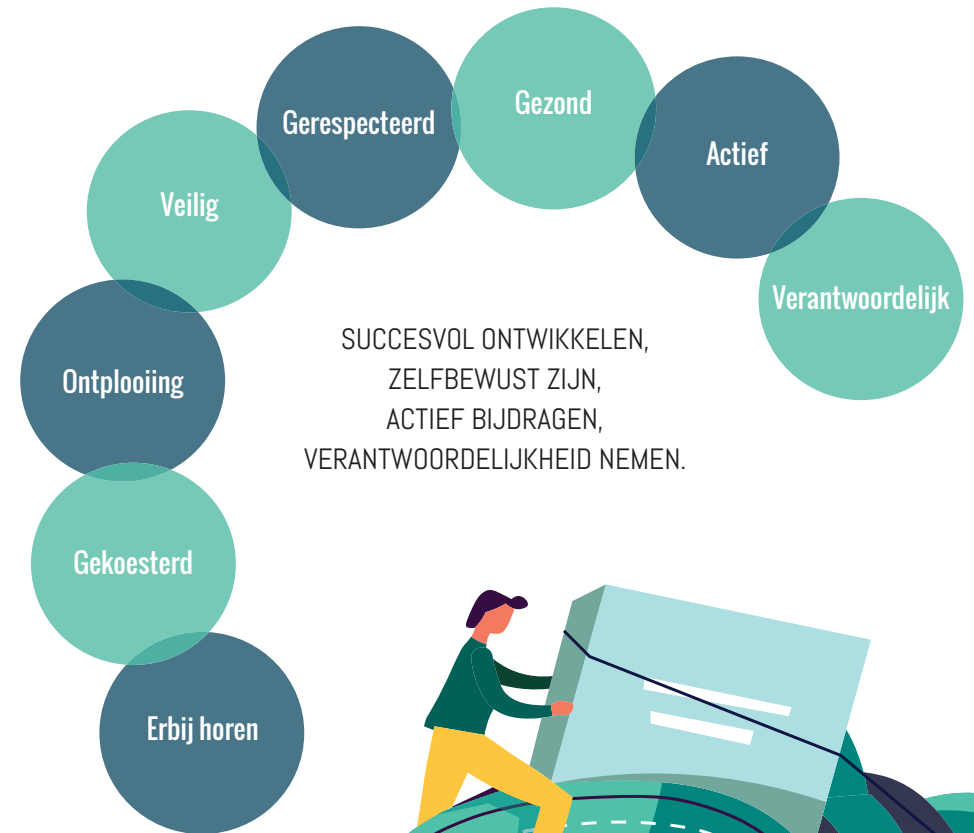 Gerespecteerd
Gezond
Actief
Veilig
Verantwoordelijk
Ontplooiing
SUCCESVOL ONTWIKKELEN,
ZELFBEWUST ZIJN,
ACTIEF BIJDRAGEN,
VERANTWOORDELIJKHEID NEMEN.
Gekoesterd
Erbij horen